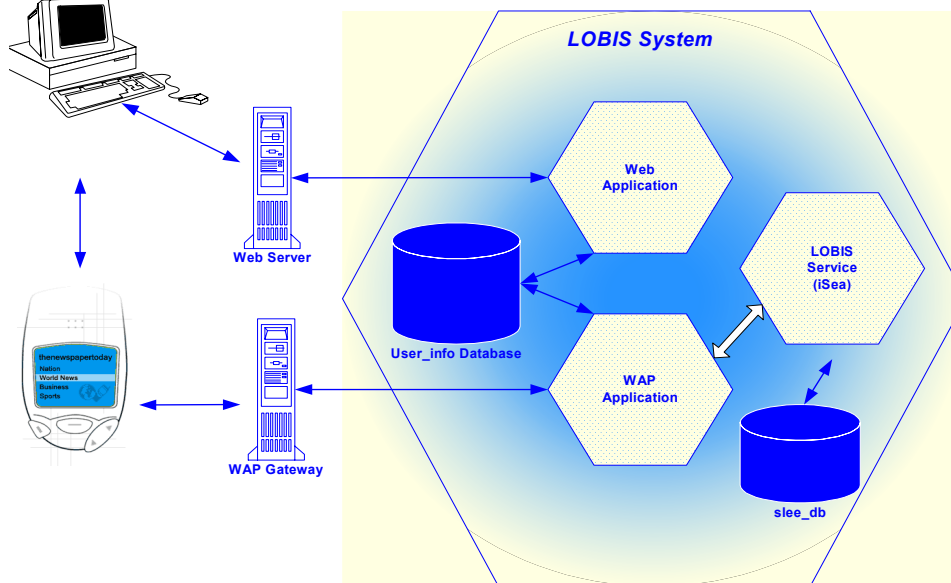 LOBIS System
Web
Application
LOBIS
Service
(iSea)
Web Server
User_info Database
thenewspapertoday
Nation
World News
Business
Sports
WAP
Application
WAP Gateway
slee_db